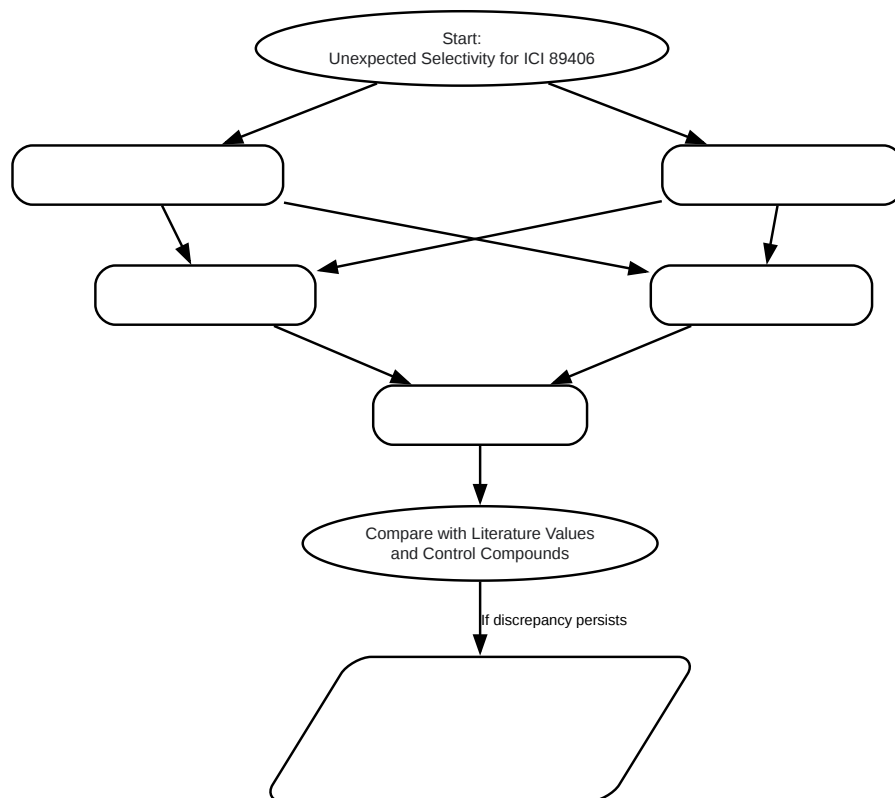 Start:
Unexpected Selectivity for ICI 89406
Compare with Literature Values
and Control Compounds
If discrepancy persists